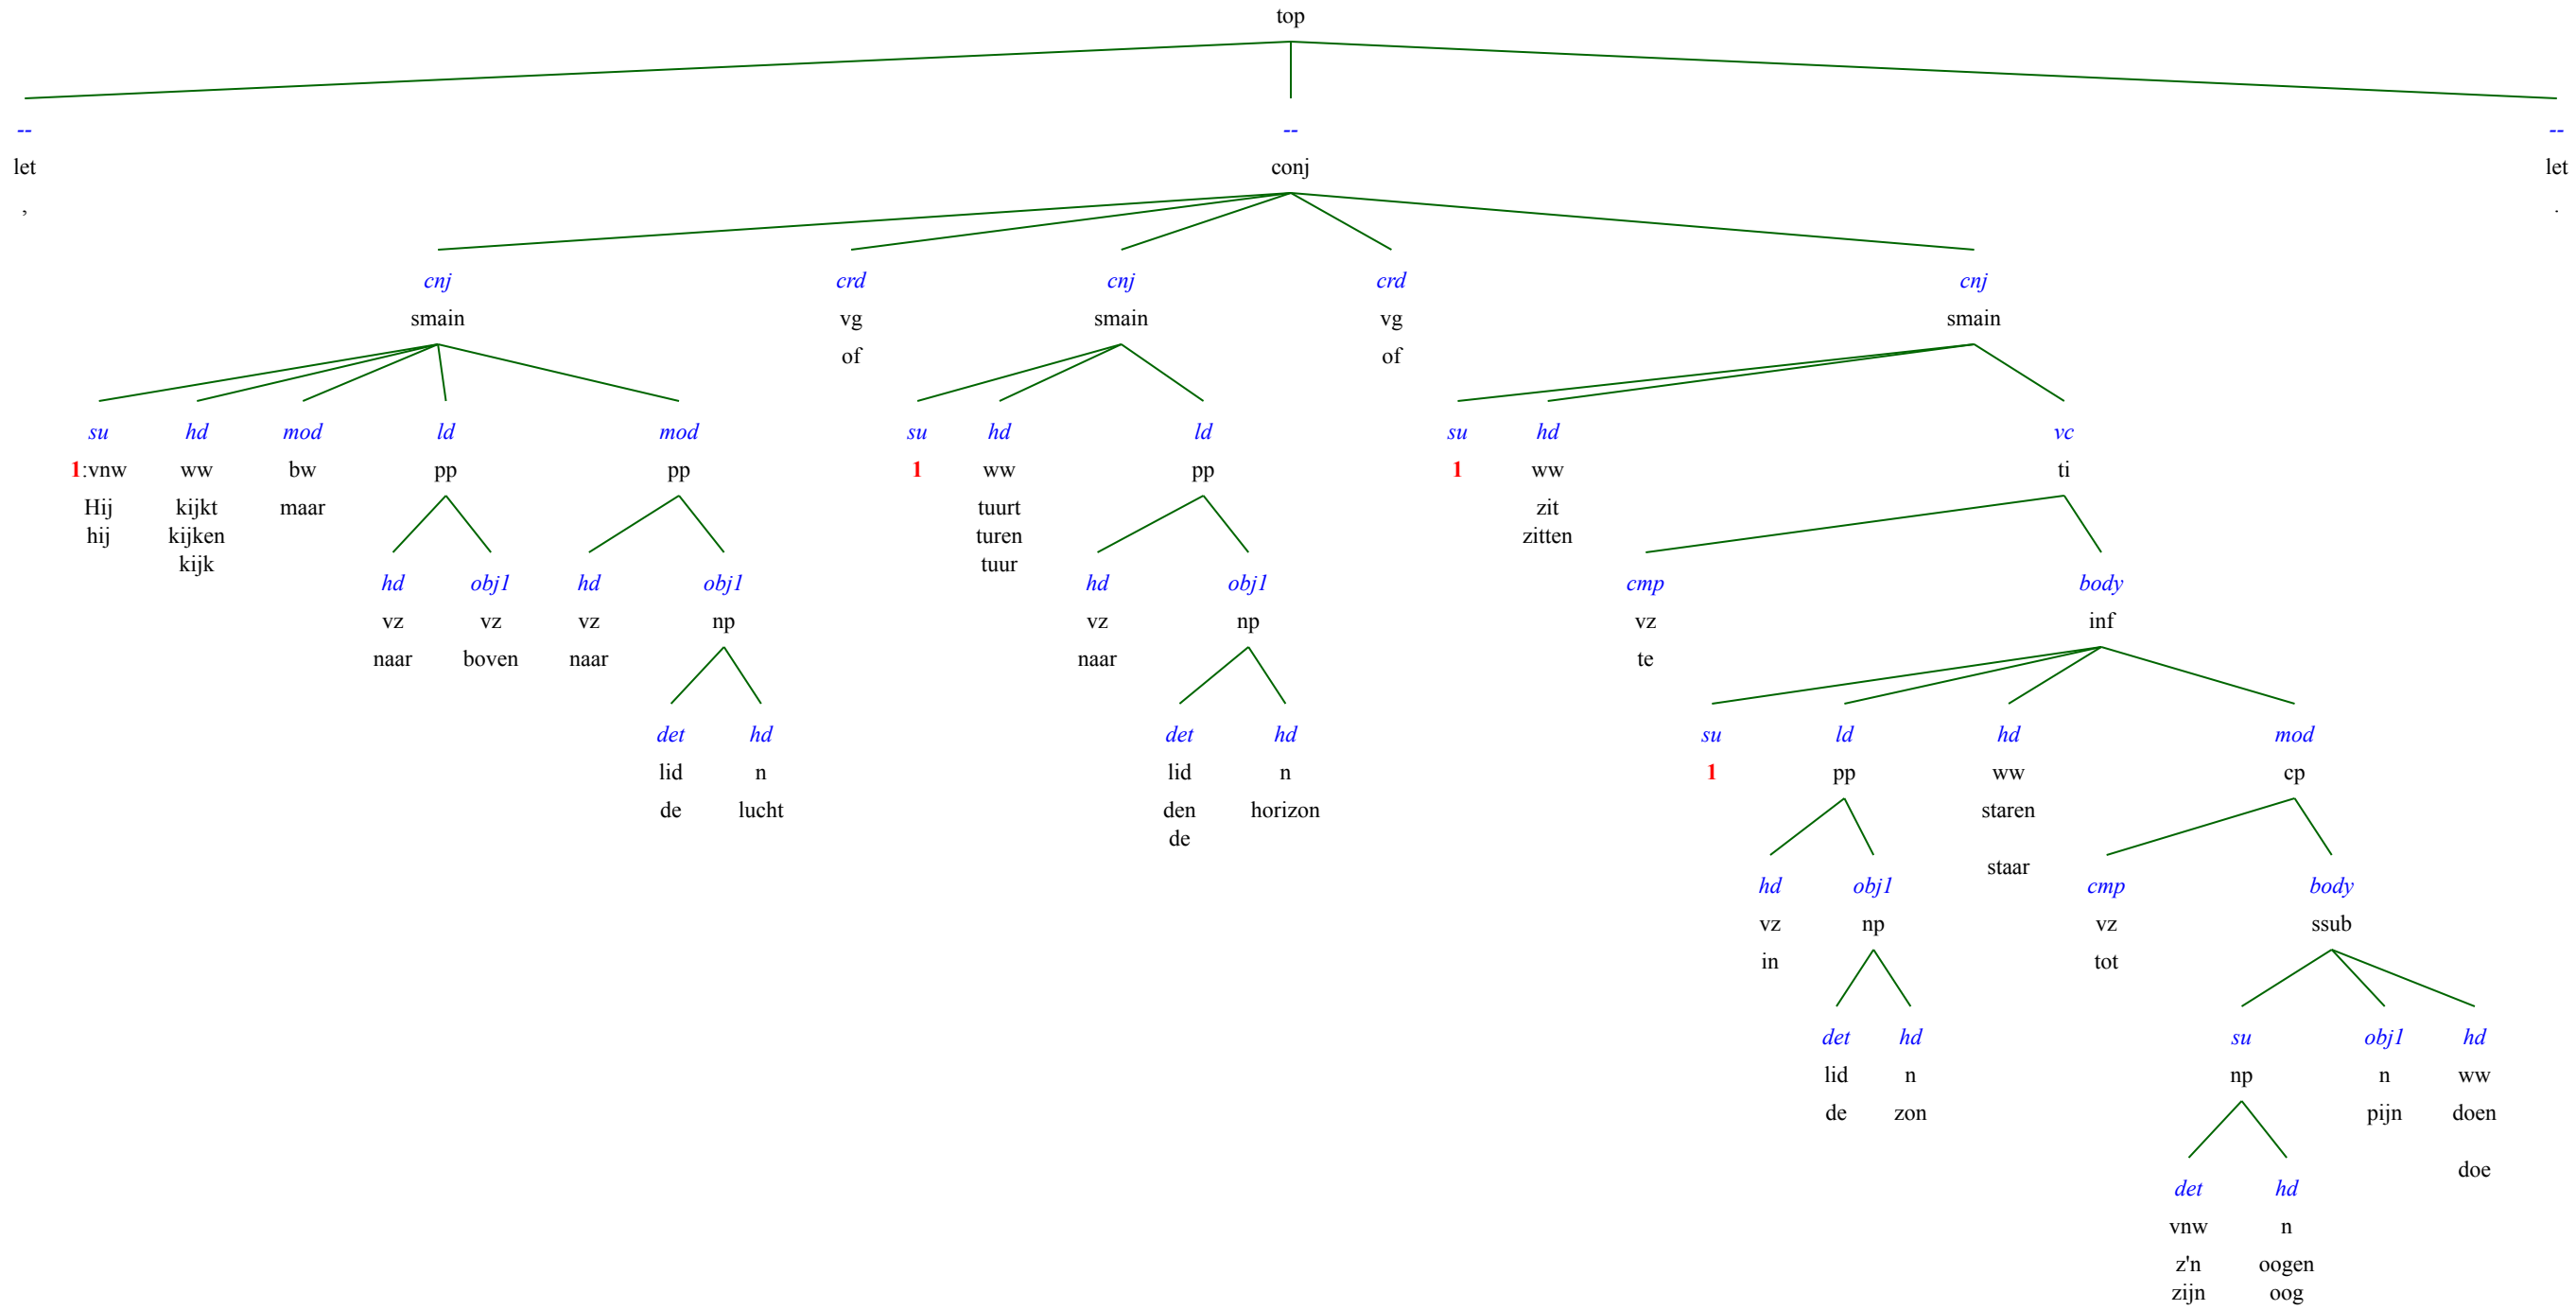 top
-- -- --
let conj let
, .
cnj crd cnj crd cnj
smain vg smain vg smain
of of
su hd mod ld mod su hd ld su hd vc
1:vnw ww bw pp pp 1 ww pp 1 ww ti
Hij kijkt maar tuurt zit
hij kijken turen zitten
kijk tuur
hd obj1 hd obj1 hd obj1 cmp body
vz vz vz np vz np vz inf
naar boven naar naar te
det hd det hd su ld hd mod
lid n lid n 1 pp ww cp
de lucht den horizon staren
de
staar
hd obj1 cmp body
vz np vz ssub
in tot
det hd su obj1 hd
lid n np n ww
de zon pijn doen
doe
det hd
vnw n
z'n oogen
zijn oog